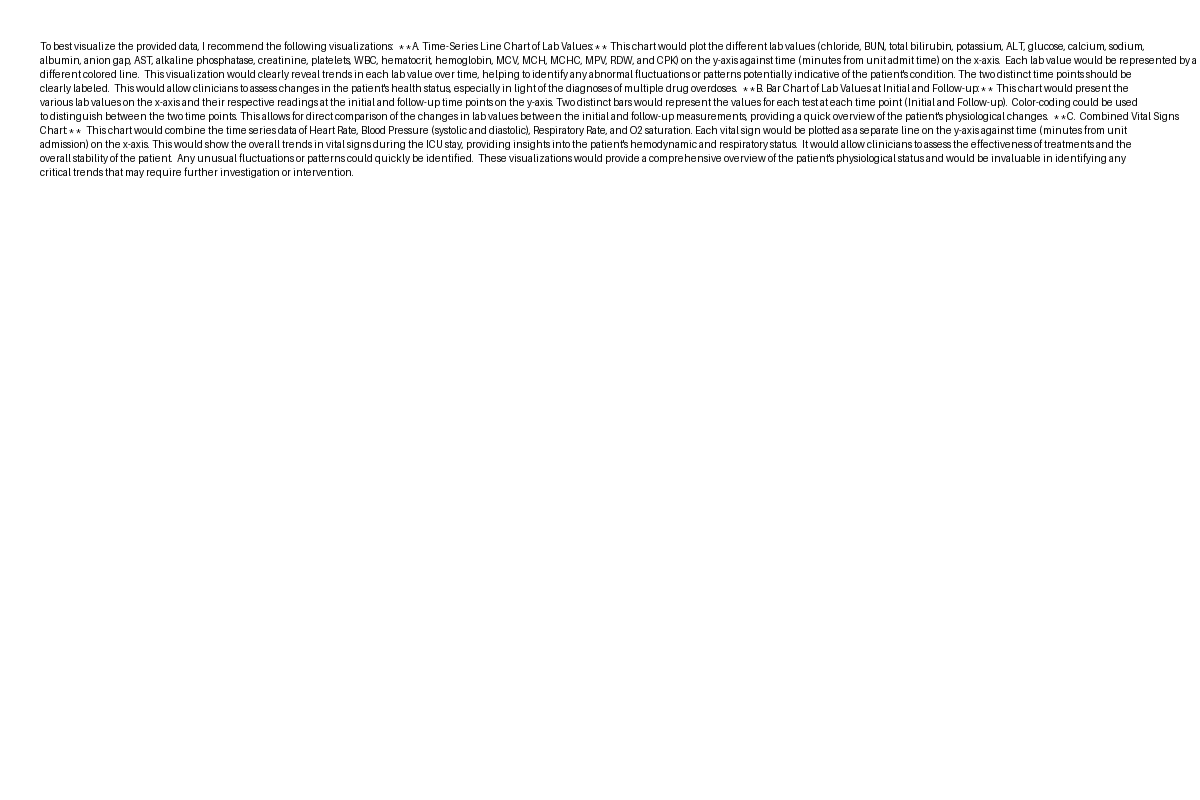 To best visualize the provided data, I recommend the following visualizations:  **A. Time-Series Line Chart of Lab Values:** This chart would plot the different lab values (chloride, BUN, total bilirubin, potassium, ALT, glucose, calcium, sodium,
albumin, anion gap, AST, alkaline phosphatase, creatinine, platelets, WBC, hematocrit, hemoglobin, MCV, MCH, MCHC, MPV, RDW, and CPK) on the y-axis against time (minutes from unit admit time) on the x-axis.  Each lab value would be represented by a
different colored line.  This visualization would clearly reveal trends in each lab value over time, helping to identify any abnormal fluctuations or patterns potentially indicative of the patient's condition. The two distinct time points should be
clearly labeled.  This would allow clinicians to assess changes in the patient's health status, especially in light of the diagnoses of multiple drug overdoses.  **B. Bar Chart of Lab Values at Initial and Follow-up:** This chart would present the
various lab values on the x-axis and their respective readings at the initial and follow-up time points on the y-axis. Two distinct bars would represent the values for each test at each time point (Initial and Follow-up).  Color-coding could be used
to distinguish between the two time points. This allows for direct comparison of the changes in lab values between the initial and follow-up measurements, providing a quick overview of the patient's physiological changes.  **C.  Combined Vital Signs
Chart:**  This chart would combine the time series data of Heart Rate, Blood Pressure (systolic and diastolic), Respiratory Rate, and O2 saturation. Each vital sign would be plotted as a separate line on the y-axis against time (minutes from unit
admission) on the x-axis. This would show the overall trends in vital signs during the ICU stay, providing insights into the patient's hemodynamic and respiratory status.  It would allow clinicians to assess the effectiveness of treatments and the
overall stability of the patient.  Any unusual fluctuations or patterns could quickly be identified.  These visualizations would provide a comprehensive overview of the patient's physiological status and would be invaluable in identifying any
critical trends that may require further investigation or intervention.